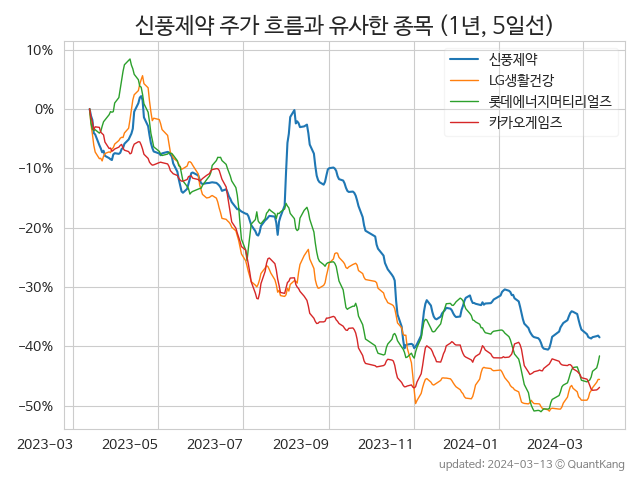 신풍제약 주가 흐름과 유사한 종목 (1년, 5일선)
신풍제약
LG생활건강
롯데에너지머티리얼즈
카카오게임즈
10%
0%
−10%
−20%
−30%
−40%
−50%
2023-03
2023-05
2023-07
2023-09
2023-11
2024-01
2024-03
updated: 2024-03-13 ⓒ QuantKang